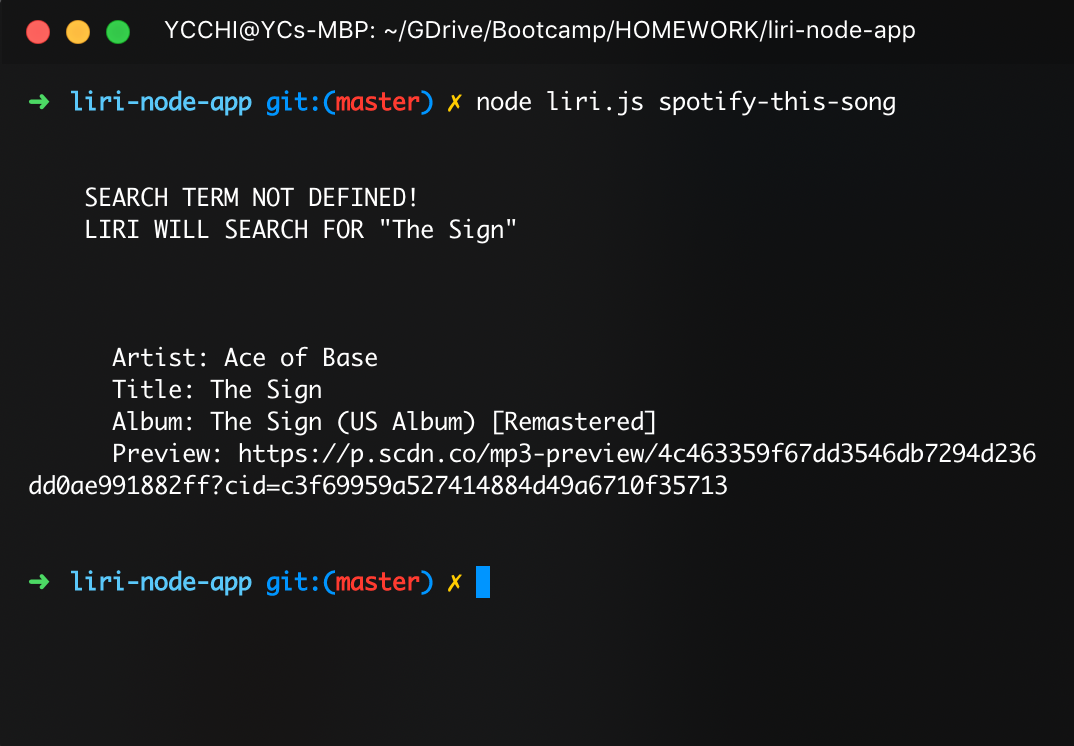 YCCHI@YCs-MBP: ~/GDrive/Bootcamp/HOMEWORK/liri-node-app
➜ liri-node-app git:(master) ✗ node liri.js spotify-this-song
SEARCH TERM NOT DEFINED!
LIRI WILL SEARCH FOR "The Sign"
Artist: Ace of Base
Title: The Sign
Album: The Sign (US Album) [Remastered]
Preview: https://p.scdn.co/mp3-preview/4c463359f67dd3546db7294d236
dd0ae991882ff?cid=c3f69959a527414884d49a6710f35713
➜ liri-node-app git:(master) ✗